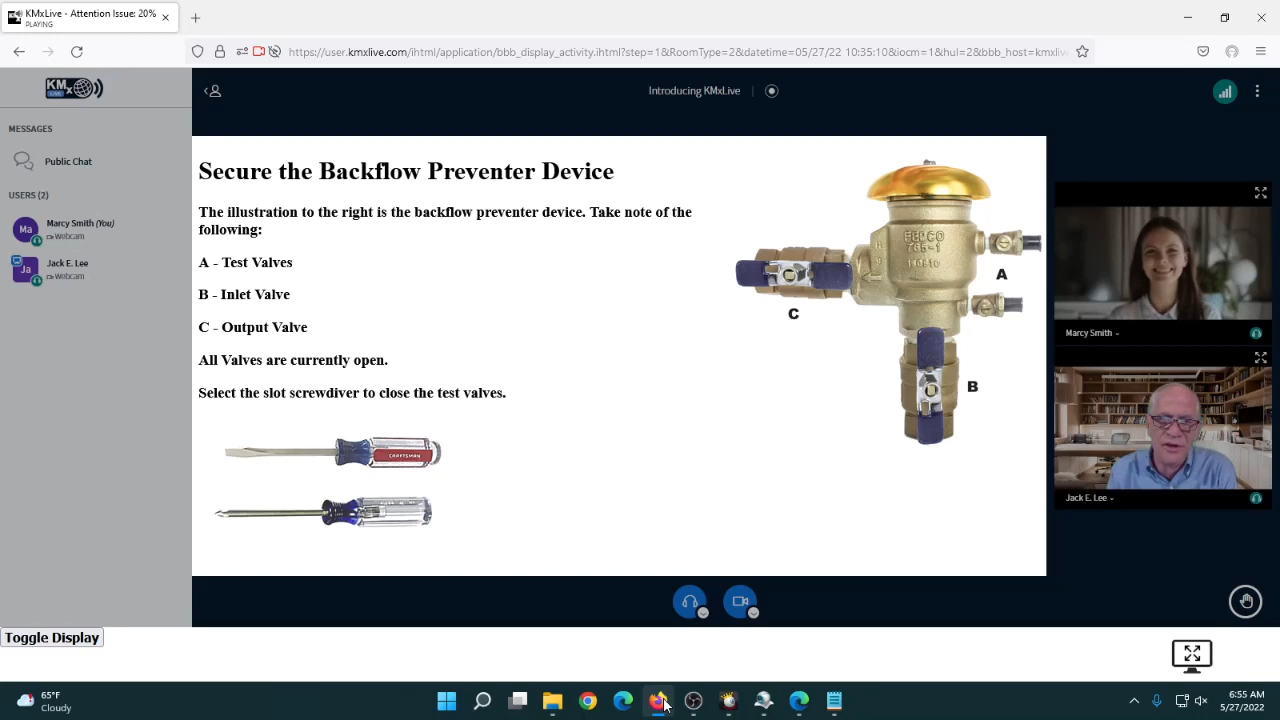 KMxLive - Attention Issue: 20%
PLAYING
https://user.kmxlive.com/ihtml/application/bbb_display_activity.ihtml?step=1&RoomType=2&datetime=05/27/22 10:35:10&iocm=1&hul=2&bbb_host=kmxliv
KMx
LIVE
Introducing KMxLive
MESSAGES
Public Chat
USERS (2)
Ma
Marcy Smith (You)
Webcam
Ja
Jack E. Lee
Webcam
Secure the Backflow Preventer Device
The illustration to the right is the backflow preventer device. Take note of the
following:
A - Test Valves
B - Inlet Valve
C - Output Valve
All Valves are currently open.
Select the slot screwdiver to close the test valves.
CRAFTSMAN
FEBCO
765-1
A
C
B
Marcy Smith
Jack E. Lee
Toggle Display
65°F
Cloudy
6:55 AM
5/27/2022